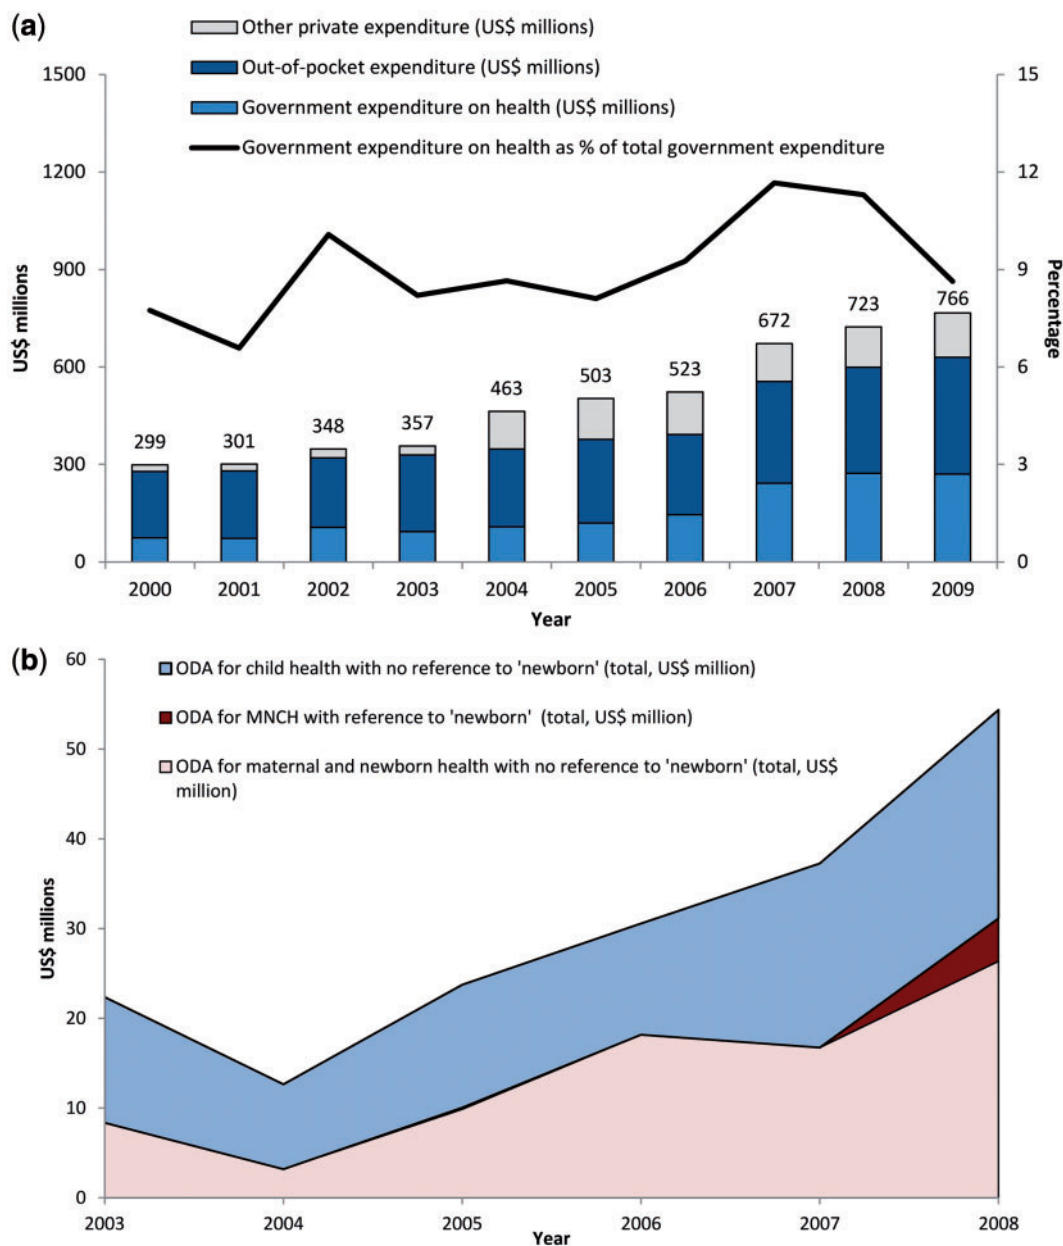 (a)
Other private expenditure (US$ millions)
Out-of-pocket expenditure (US$ millions)
Government expenditure on health (US$ millions)
Government expenditure on health as % of total government expenditure
1500
1200
900
600
300
0
US$ millions
15
12
9
6
3
0
Percentage
299
301
348
357
463
503
523
672
723
766
2000 2001 2002 2003 2004 2005 2006 2007 2008 2009
Year
(b)
ODA for child health with no reference to 'newborn' (total, US$ million)
ODA for MNCH with reference to 'newborn' (total, US$ million)
ODA for maternal and newborn health with no reference to 'newborn' (total, US$
million)
60
50
40
30
20
10
0
US$ millions
2003 2004 2005 2006 2007 2008
Year